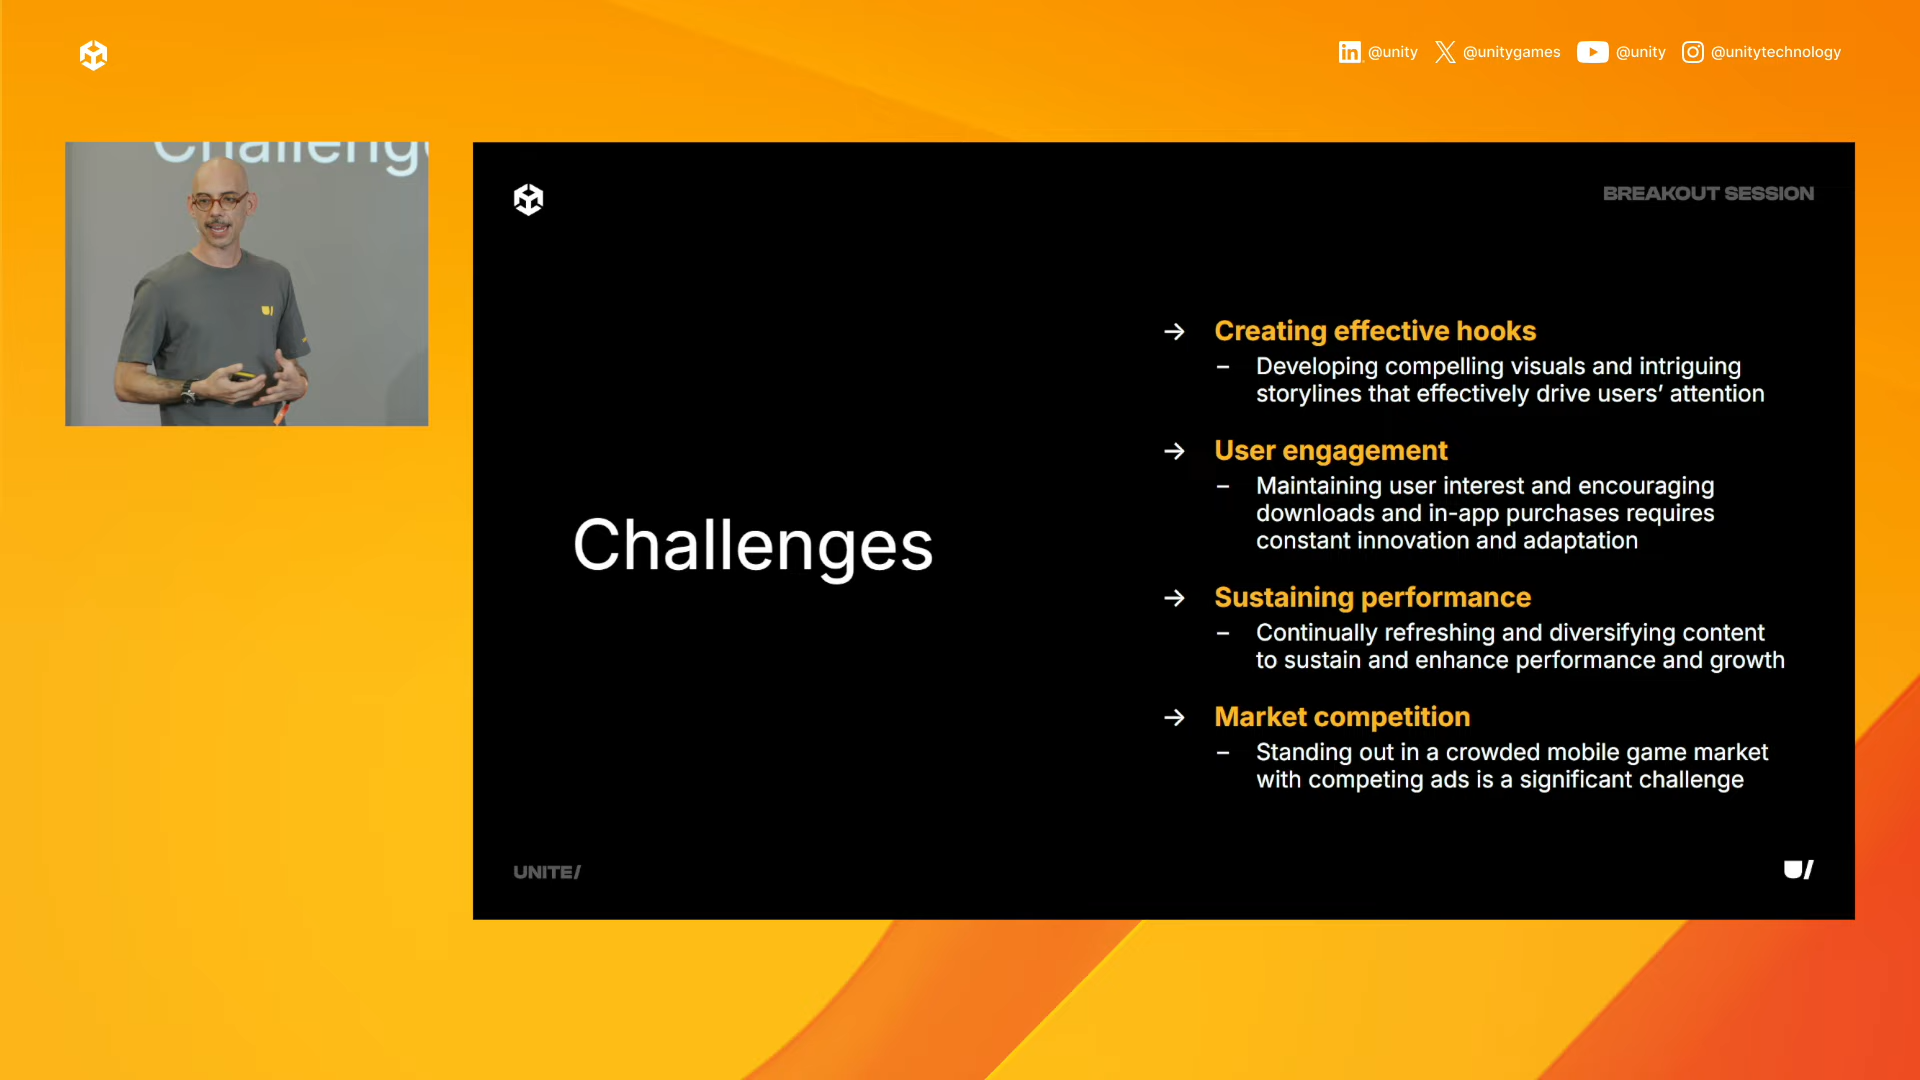 @unity @unitygames @unity @unitytechnology
Challeng
BREAKOUT SESSION
Challenges
→ Creating effective hooks
– Developing compelling visuals and intriguing
storylines that effectively drive users’ attention
→ User engagement
– Maintaining user interest and encouraging
downloads and in-app purchases requires
constant innovation and adaptation
→ Sustaining performance
– Continually refreshing and diversifying content
to sustain and enhance performance and growth
→ Market competition
– Standing out in a crowded mobile game market
with competing ads is a significant challenge
UNITE/
U/